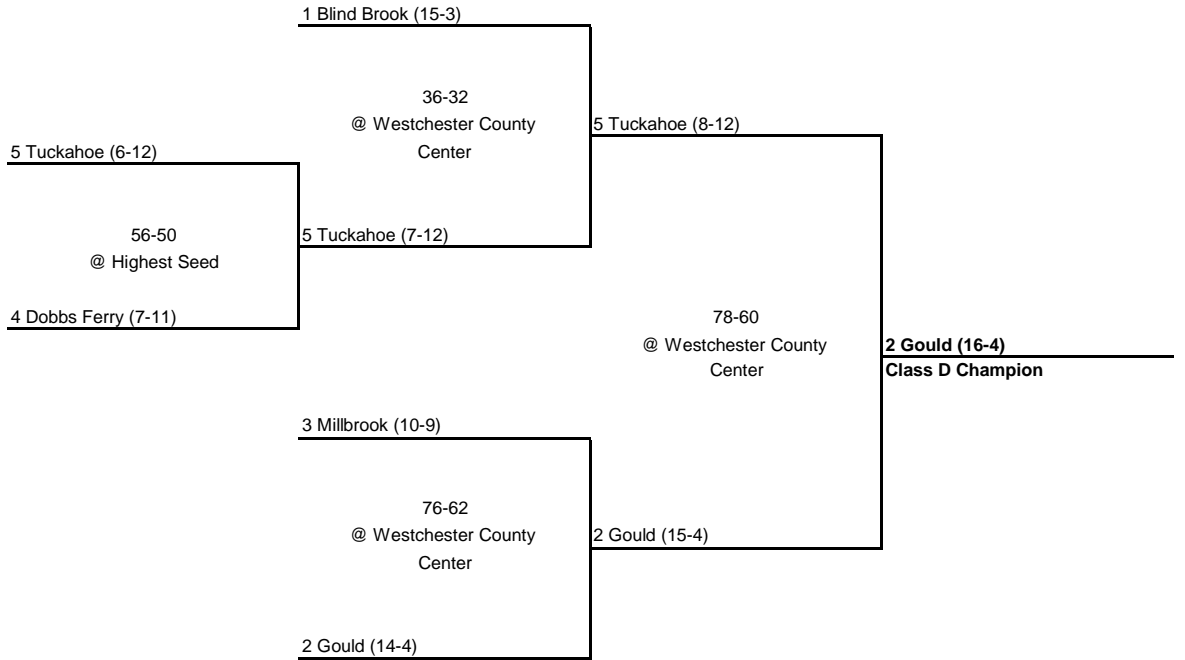 1 Blind Brook (15-3)
36-32
@ Westchester County
Center
5 Tuckahoe (8-12)
5 Tuckahoe (6-12)
56-50
@ Highest Seed
5 Tuckahoe (7-12)
4 Dobbs Ferry (7-11)
78-60
@ Westchester County
Center
2 Gould (16-4)
Class D Champion
3 Millbrook (10-9)
76-62
@ Westchester County
Center
2 Gould (15-4)
2 Gould (14-4)